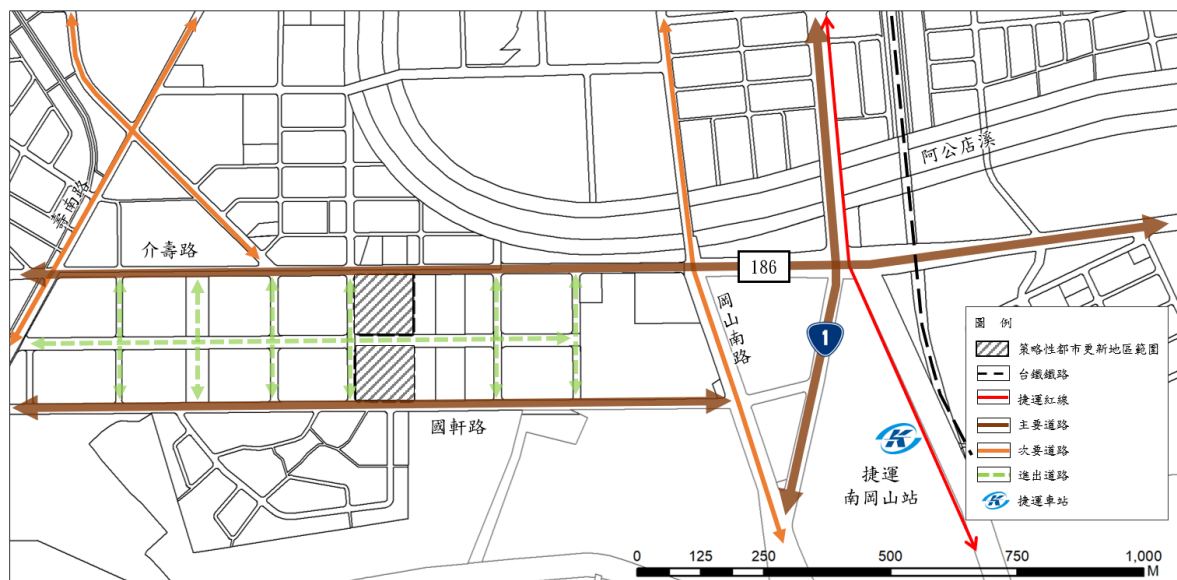 阿公店溪
壽南路
介壽路
186
岡山南路
1
國軒路
捷運
南岡山站
圖 例
策略性都市更新地區範圍
台鐵鐵路
捷運紅線
主要道路
次要道路
進出道路
捷運車站
0 125 250 500 750 1,000
M